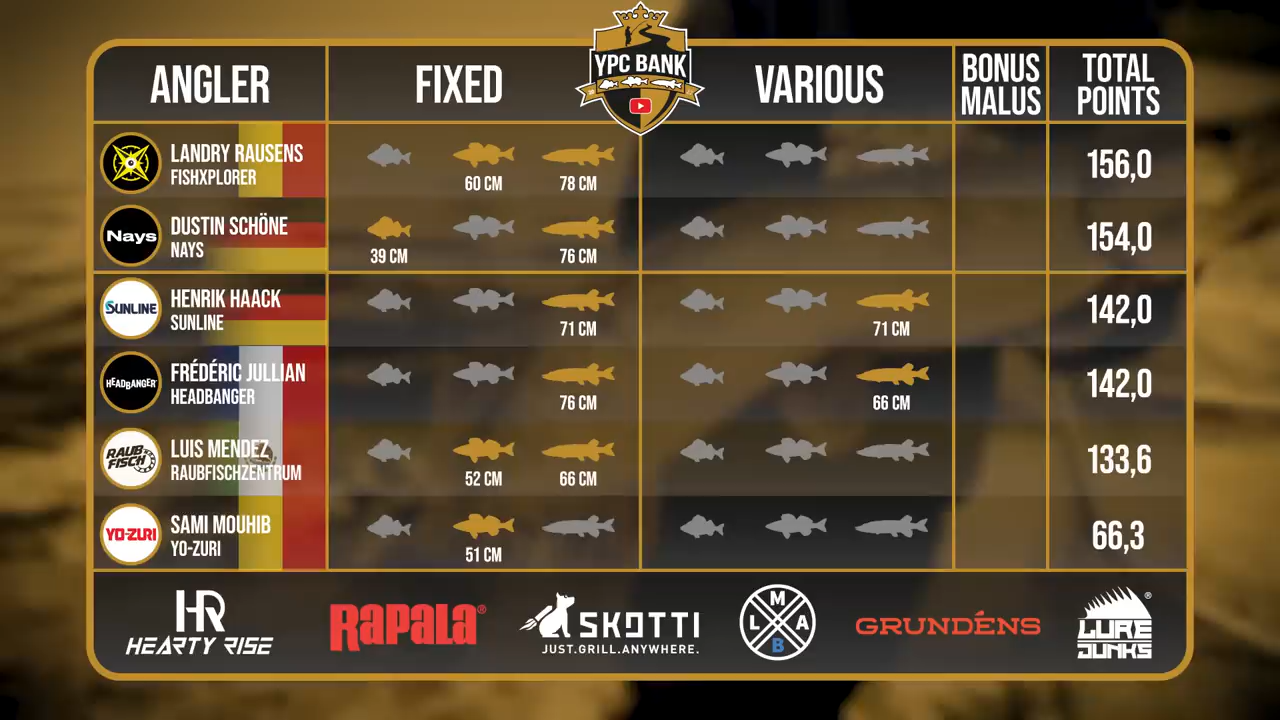 YPC BANK
ANGLER FIXED VARIOUS BONUS MALUS TOTAL POINTS
LANDRY RAUSENS
FISHXPLORER
60 CM 78 CM
156,0
Nays
DUSTIN SCHÖNE
NAYS
39 CM 76 CM
154,0
SUNLINE
HENRIK HAACK
SUNLINE
71 CM 71 CM
142,0
HEADBANGER
FRÉDÉRIC JULLIAN
HEADBANGER
76 CM 66 CM
142,0
RAUB
FISCH
LUIS MENDEZ
RAUBFISCHZENTRUM
52 CM 66 CM
133,6
YO-ZURI
SAMI MOUHIB
YO-ZURI
51 CM
66,3
HR
HEARTY RISE
RAPALA®
SKOTTI
JUST.GRILL.ANYWHERE.
L M A B
GRUNDÉNS
LURE
JUNKS
®